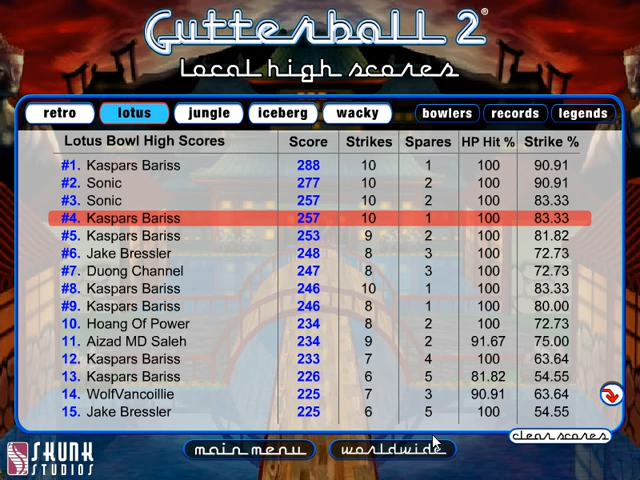 Gutterball 2®
local high scores
retro lotus jungle iceberg wacky bowlers records legends
Lotus Bowl High Scores Score Strikes Spares HP Hit % Strike %
#1. Kaspars Bariss 288 10 1 100 90.91
#2. Sonic 277 10 2 100 90.91
#3. Sonic 257 10 2 100 83.33
#4. Kaspars Bariss 257 10 1 100 83.33
#5. Kaspars Bariss 253 9 2 100 81.82
#6. Jake Bressler 248 8 3 100 72.73
#7. Duong Channel 247 8 3 100 72.73
#8. Kaspars Bariss 246 10 1 100 83.33
#9. Kaspars Bariss 246 8 1 100 80.00
10. Hoang Of Power 234 8 2 100 72.73
11. Aizad MD Saleh 234 9 2 91.67 75.00
12. Kaspars Bariss 233 7 4 100 63.64
13. Kaspars Bariss 226 6 5 81.82 54.55
14. WolfVancoillie 225 7 3 90.91 63.64
15. Jake Bressler 225 6 5 100 54.55
clear scores
main menu worldwide
SKUNK
STUDIOS